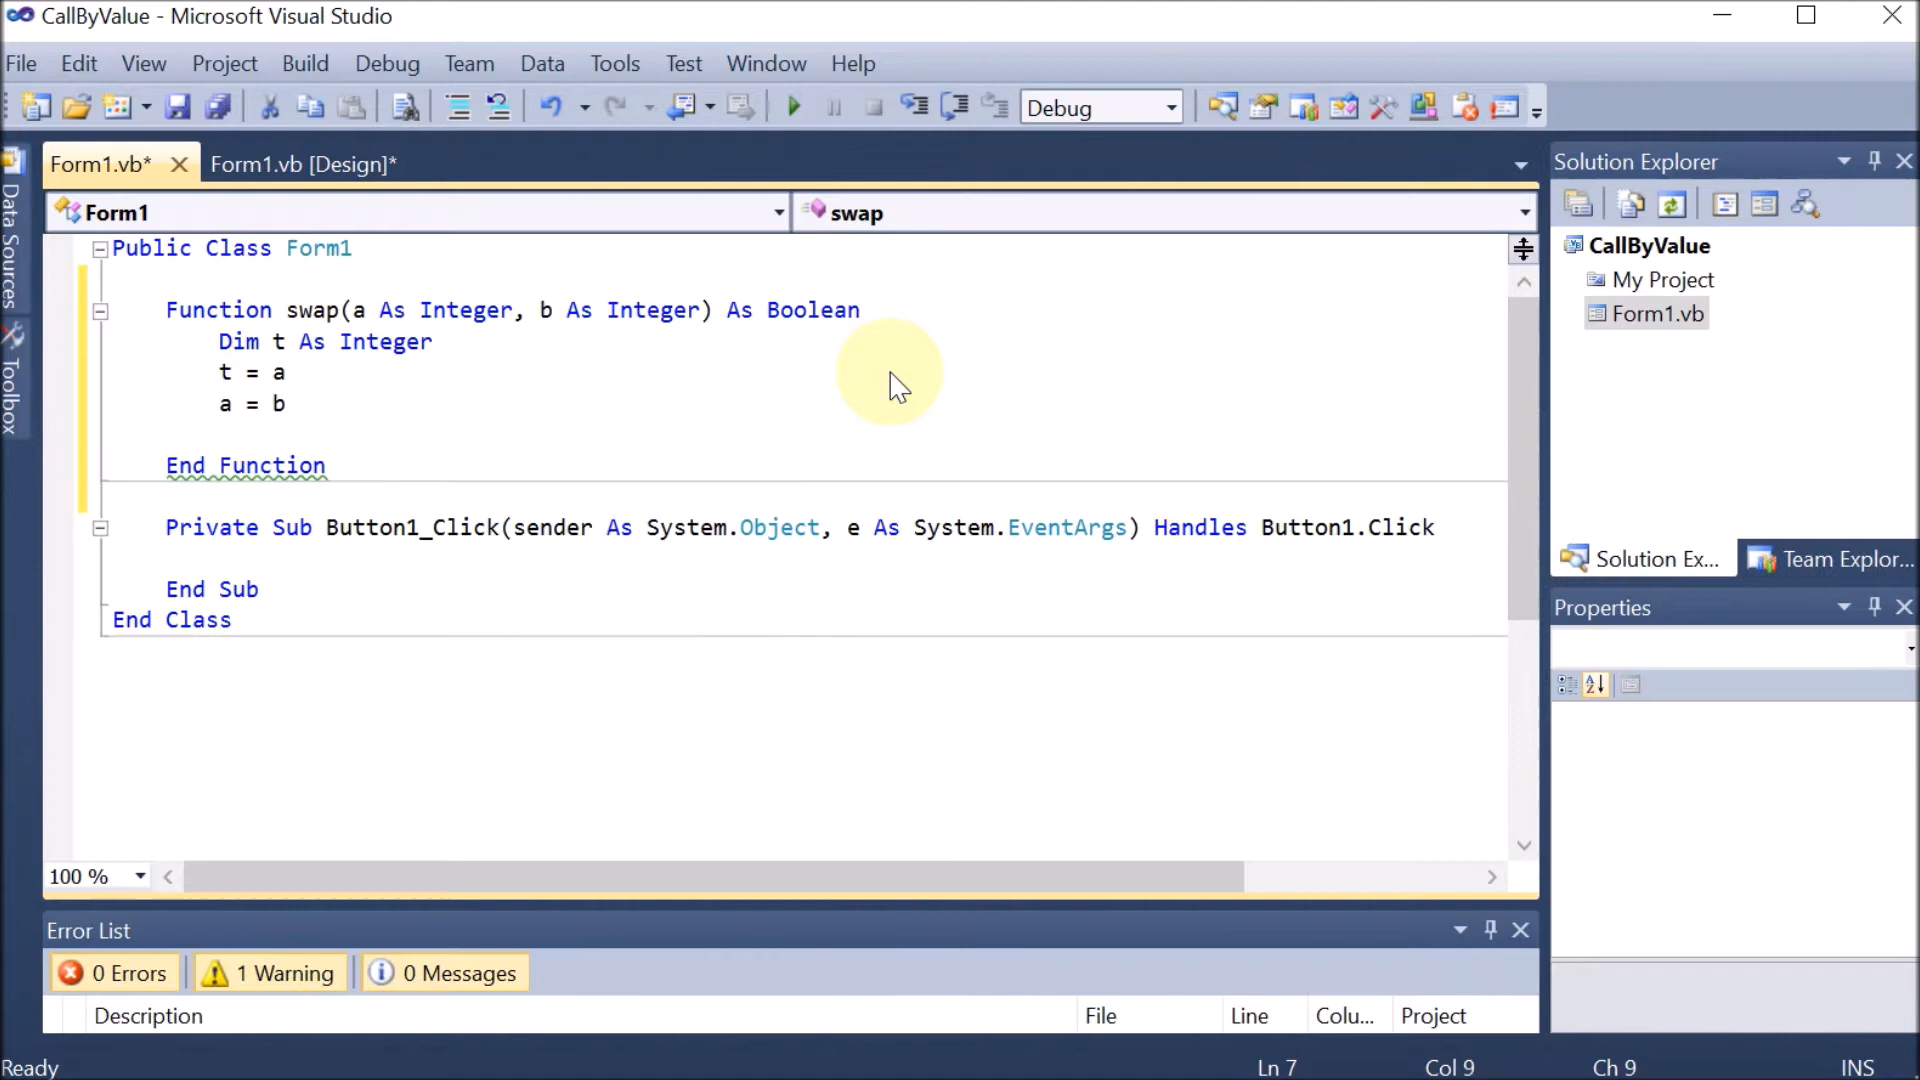 CallByValue - Microsoft Visual Studio
File Edit View Project Build Debug Team Data Tools Test Window Help
Debug
Form1.vb* Form1.vb [Design]*
Form1 swap
Public Class Form1
Function swap(a As Integer, b As Integer) As Boolean
Dim t As Integer
t = a
a = b
End Function
Private Sub Button1_Click(sender As System.Object, e As System.EventArgs) Handles Button1.Click
End Sub
End Class
100 %
Data Sources
Toolbox
Solution Explorer
CallByValue
My Project
Form1.vb
Solution Ex... Team Explor...
Properties
Error List
0 Errors 1 Warning 0 Messages
Description File Line Colu... Project
Ready Ln 7 Col 9 Ch 9 INS